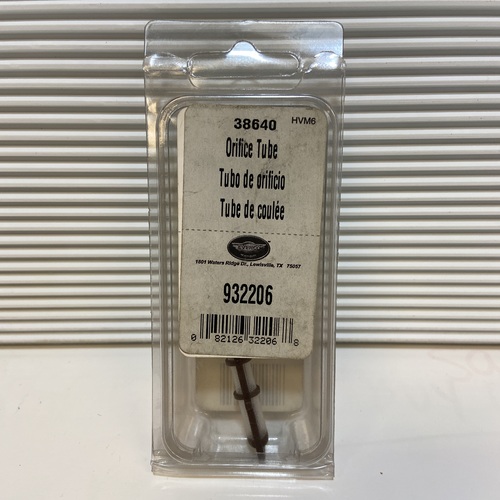 38640 HVM6
Orifice Tube
Tubo de orificio
Tube de coulée
1901 Waters Ridge Dr., Lewisville, TX 75057
932206
0 82126 32206 8